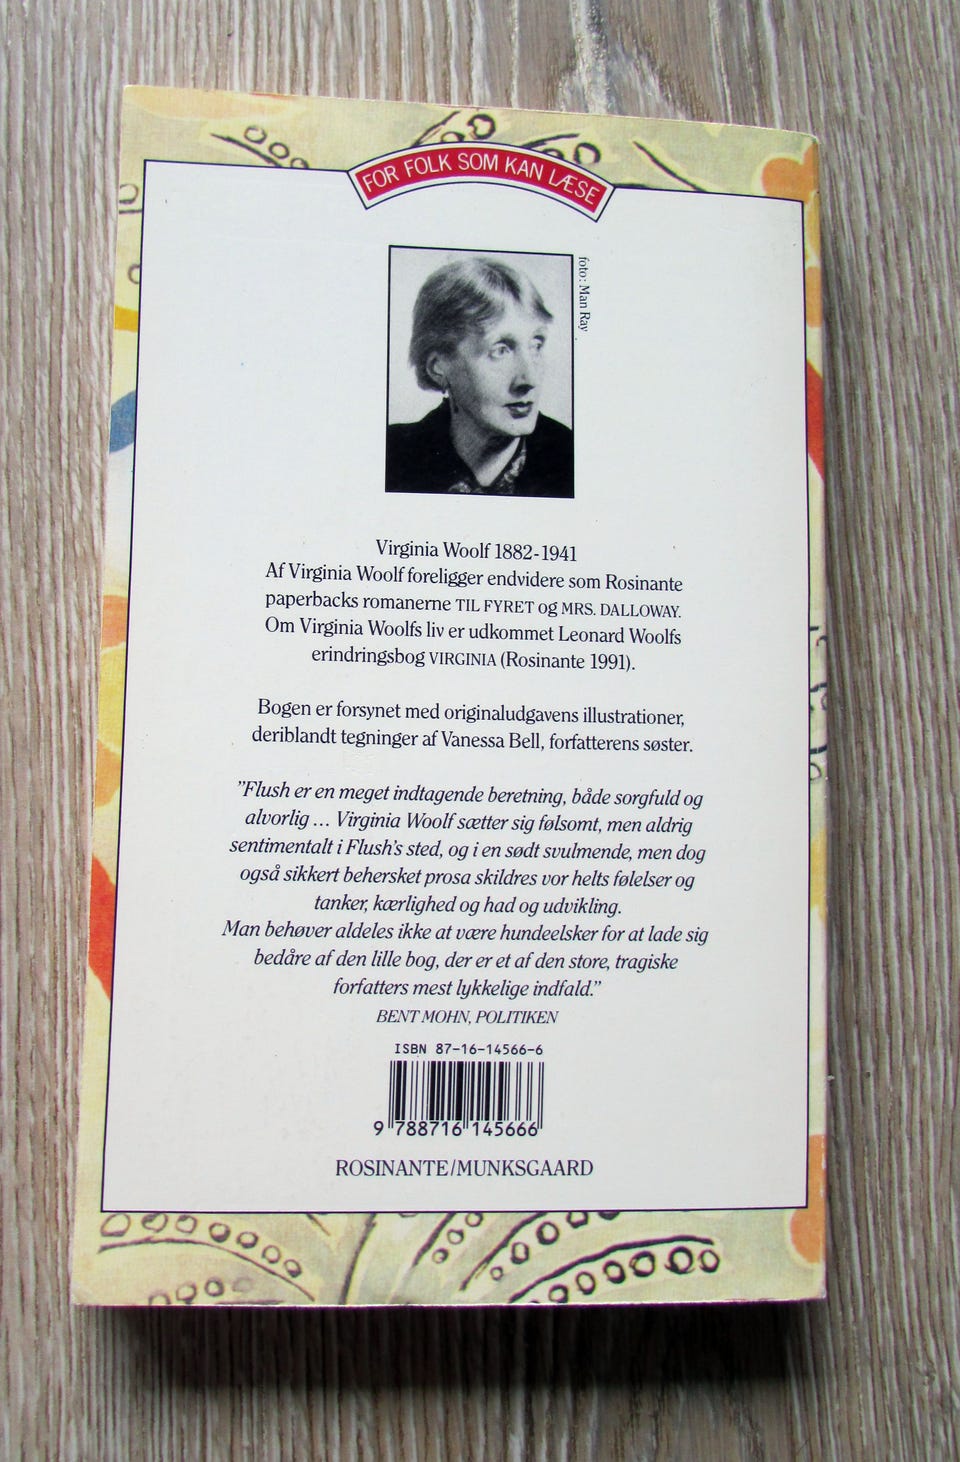 FOR FOLK SOM KAN LÆSE
foto: Man Ray
Virginia Woolf 1882-1941
Af Virginia Woolf foreligger endvidere som Rosinante
paperbacks romanerne TIL FYRET og MRS. DALLOWAY.
Om Virginia Woolfs liv er udkommet Leonard Woolfs
erindringsbog VIRGINIA (Rosinante 1991).
Bogen er forsynet med originaludgavens illustrationer,
deriblandt tegninger af Vanessa Bell, forfatterens søster.
"Flush er en meget indtagende beretning, både sorgfuld og
alvorlig ... Virginia Woolf sætter sig følsomt, men aldrig
sentimentalt i Flush's sted, og i en sødt svulmende, men dog
også sikkert behersket prosa skildres vor helts følelser og
tanker, kærlighed og had og udvikling.
Man behøver aldeles ikke at være hundeelsker for at lade sig
bedåre af den lille bog, der er et af den store, tragiske
forfatters mest lykkelige indfald."
BENT MOHN, POLITIKEN
ISBN 87-16-14566-6
9 788716 145666
ROSINANTE/MUNKSGAARD